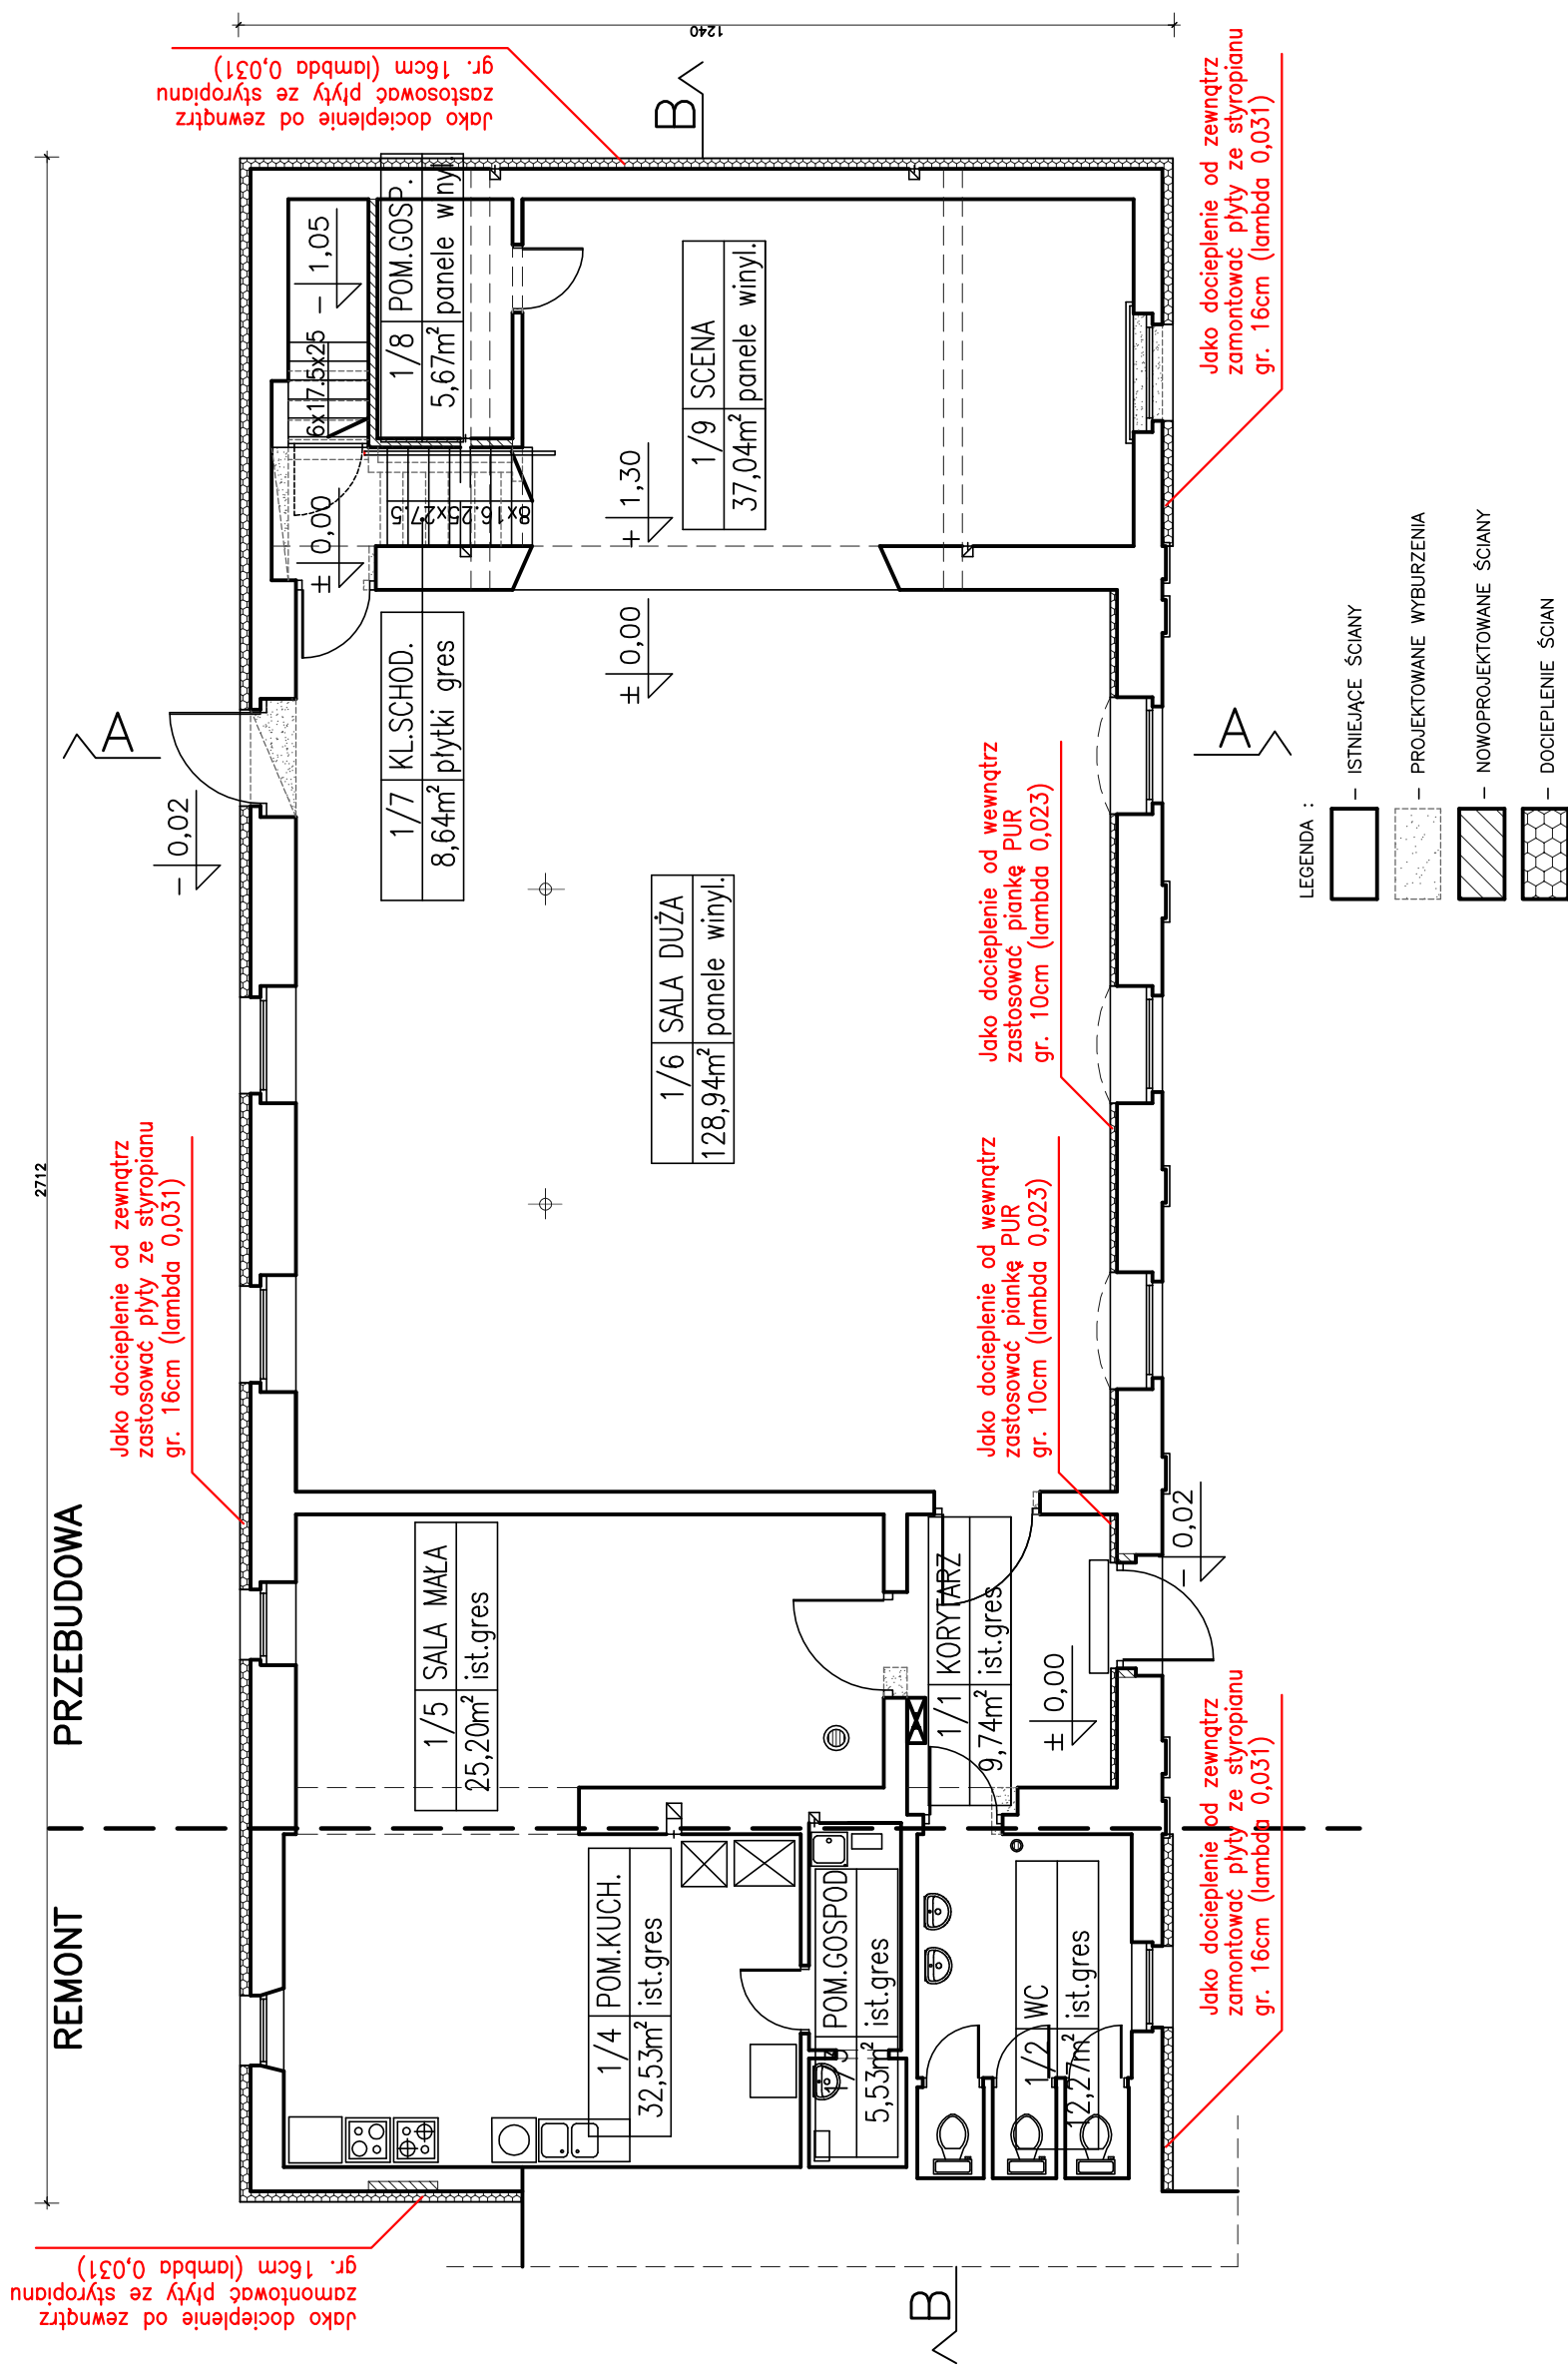 2712
1240
REMONT
PRZEBUDOWA
Jako docieplenie od zewnątrz
zastosować płyty ze styropianu
gr. 16cm (lambda 0,031)
Jako docieplenie od zewnątrz
zastosować płyty ze styropianu
gr. 16cm (lambda 0,031)
Jako docieplenie od zewnątrz
zamontować płyty ze styropianu
gr. 16cm (lambda 0,031)
A
- 0,02
B
1/4 POM.KUCH.
32,53m² ist.gres
1/5 SALA MAŁA
25,20m² ist.gres
1/7 KL.SCHOD.
8,64m² płytki gres
1/8 POM.GOSP.
5,67m² panele winyl.
6x17.5x25
- 1,05
± 0,00
8x16.25x27.5
1/6 SALA DUŻA
128,94m² panele winyl.
± 0,00
+ 1,30
1/9 SCENA
37,04m² panele winyl.
1/3 POM.GOSPOD
5,53m² ist.gres
1/2 WC
12,27m² ist.gres
1/1 KORYTARZ
9,74m² ist.gres
± 0,00
Jako docieplenie od wewnątrz
zastosować piankę PUR
gr. 10cm (lambda 0,023)
Jako docieplenie od wewnątrz
zastosować piankę PUR
gr. 10cm (lambda 0,023)
- 0,02
B
A
Jako docieplenie od zewnątrz
zamontować płyty ze styropianu
gr. 16cm (lambda 0,031)
Jako docieplenie od zewnątrz
zamontować płyty ze styropianu
gr. 16cm (lambda 0,031)
LEGENDA :
- ISTNIEJĄCE ŚCIANY
- PROJEKTOWANE WYBURZENIA
- NOWOPROJEKTOWANE ŚCIANY
- DOCIEPLENIE ŚCIAN